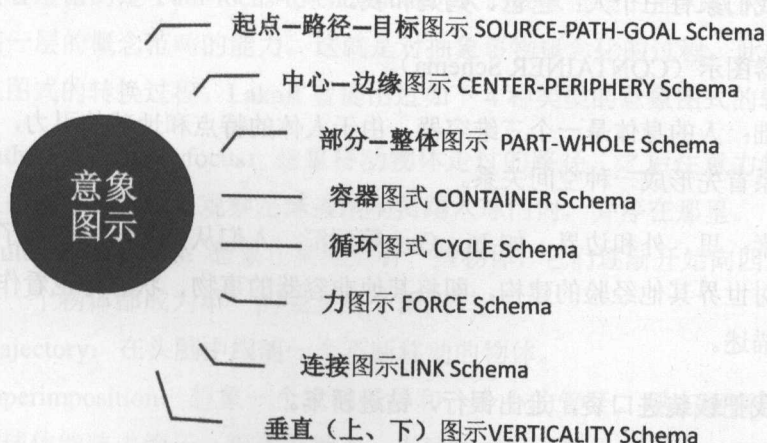 起点—路径—目标图示 SOURCE-PATH-GOAL Schema
中心—边缘图示 CENTER-PERIPHERY Schema
部分—整体图示 PART-WHOLE Schema
意象
图示
容器图式 CONTAINER Schema
循环图式 CYCLE Schema
力图示 FORCE Schema
连接图示LINK Schema
垂直（上、下）图示VERTICALITY Schema